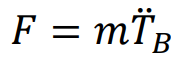 F = mT̈_B